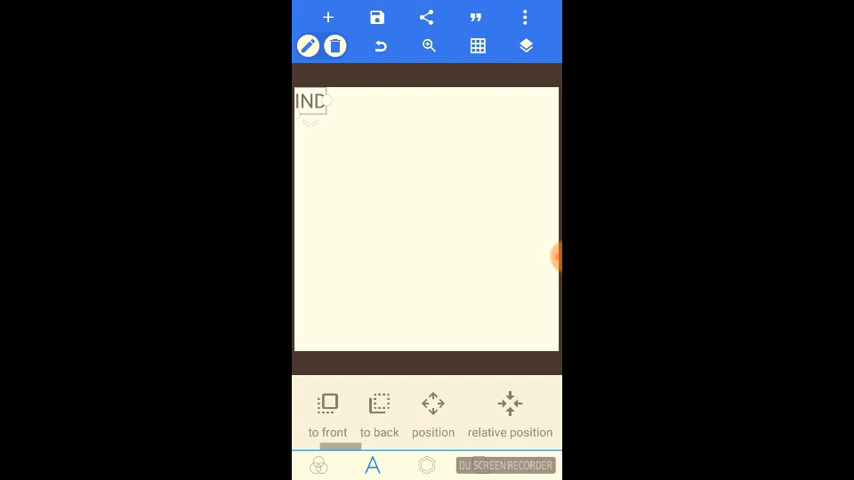 IND
to front
to back
position
relative position
DU SCREEN RECORDER